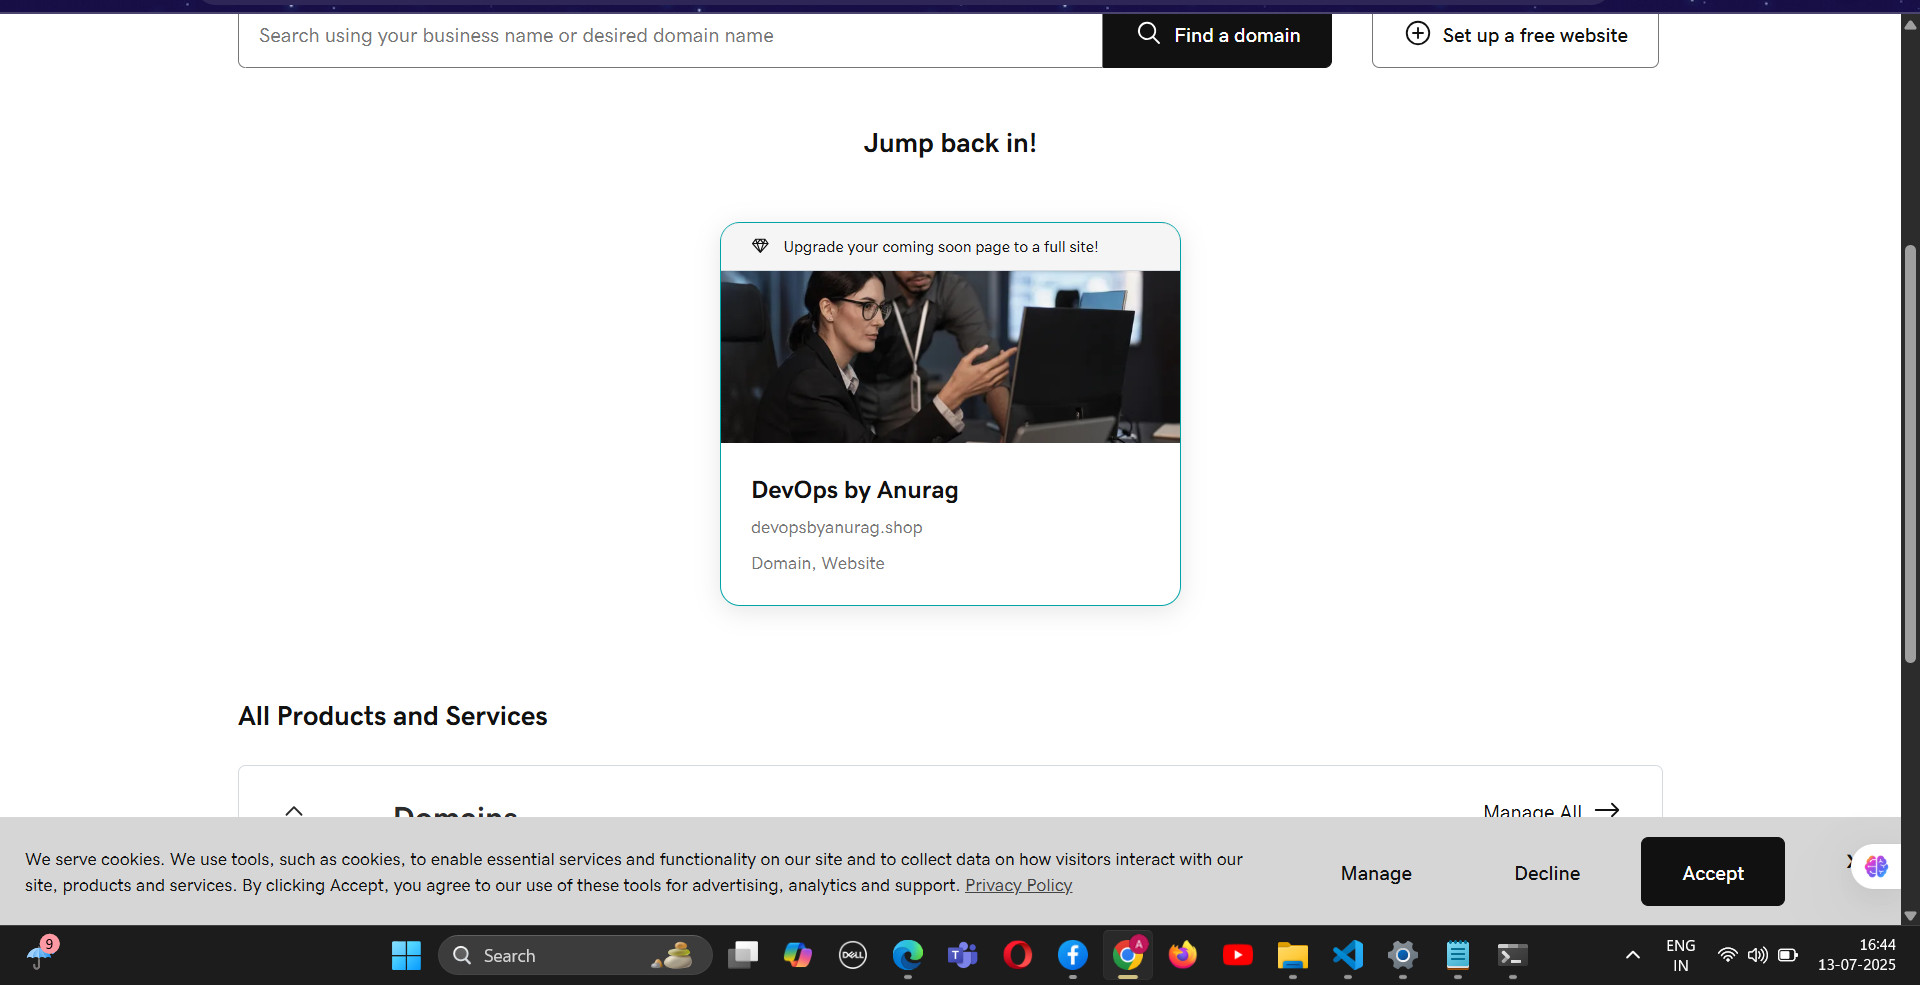 Search using your business name or desired domain name
Find a domain
Set up a free website
Jump back in!
Upgrade your coming soon page to a full site!
DevOps by Anurag
devopsbyanurag.shop
Domain, Website
All Products and Services
Domains
Manage All
We serve cookies. We use tools, such as cookies, to enable essential services and functionality on our site and to collect data on how visitors interact with our
site, products and services. By clicking Accept, you agree to our use of these tools for advertising, analytics and support. Privacy Policy
Manage
Decline
Accept
9
Search
DELL
T
A
ENG
IN
16:44
13-07-2025